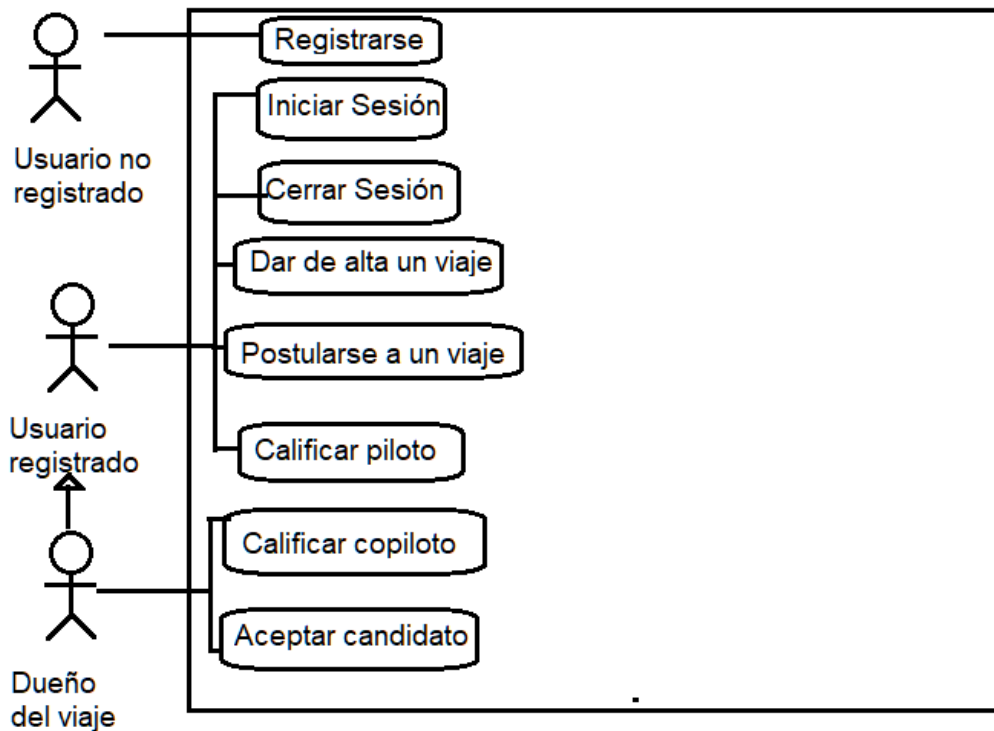 Registrarse
Iniciar Sesión
Usuario no
registrado
Cerrar Sesión
Dar de alta un viaje
Postularse a un viaje
Usuario
registrado
Calificar piloto
Calificar copiloto
Aceptar candidato
Dueño
del viaje